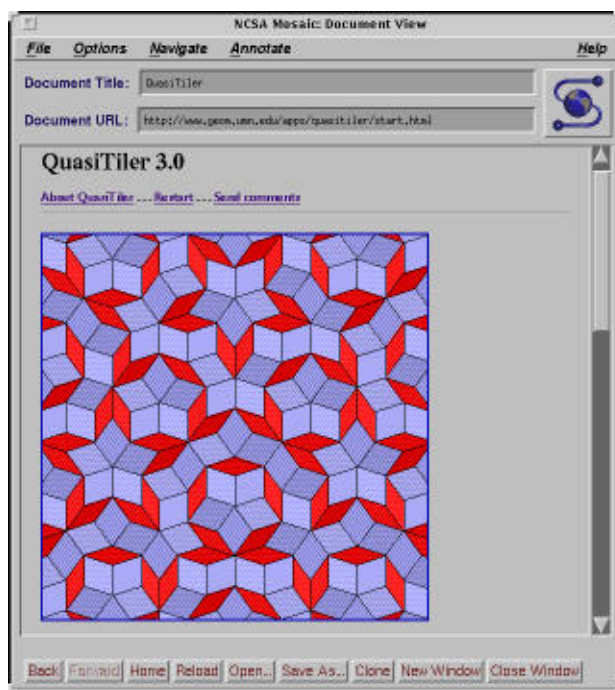 NCSA Mosaic: Document View
File Options Navigate Annotate Help
Document Title: QuasiTiler
Document URL: http://www.geom.umn.edu/apps/quasitiler/start.html
QuasiTiler 3.0
About QuasiTiler ... Restart ... Send comments
Back Forward Home Reload Open... Save As... Clone New Window Close Window